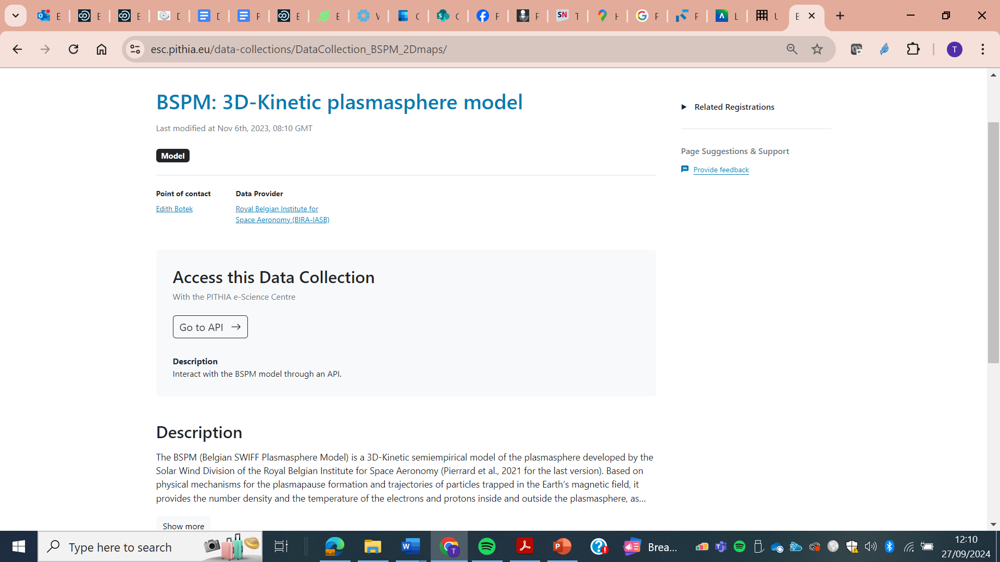 E
E
E
D
D
F
E
E
W
C
C
F
F
SN
T
H
F
F
L
U
E
esc.pithia.eu/data-collections/DataCollection_BSPM_2Dmaps/
T
BSPM: 3D-Kinetic plasmasphere model
Last modified at Nov 6th, 2023, 08:10 GMT
Model
Point of contact
Edith Botek
Data Provider
Royal Belgian Institute for
Space Aeronomy (BIRA-IASB)
Related Registrations
Page Suggestions & Support
Provide feedback
Access this Data Collection
With the PITHIA e-Science Centre
Go to API
Description
Interact with the BSPM model through an API.
Description
The BSPM (Belgian SWIFF Plasmasphere Model) is a 3D-Kinetic semiempirical model of the plasmasphere developed by the
Solar Wind Division of the Royal Belgian Institute for Space Aeronomy (Pierrard et al., 2021 for the last version). Based on
physical mechanisms for the plasmapause formation and trajectories of particles trapped in the Earth’s magnetic field, it
provides the number density and the temperature of the electrons and protons inside and outside the plasmasphere, as…
Show more
Type here to search
Brea...
12:10
27/09/2024